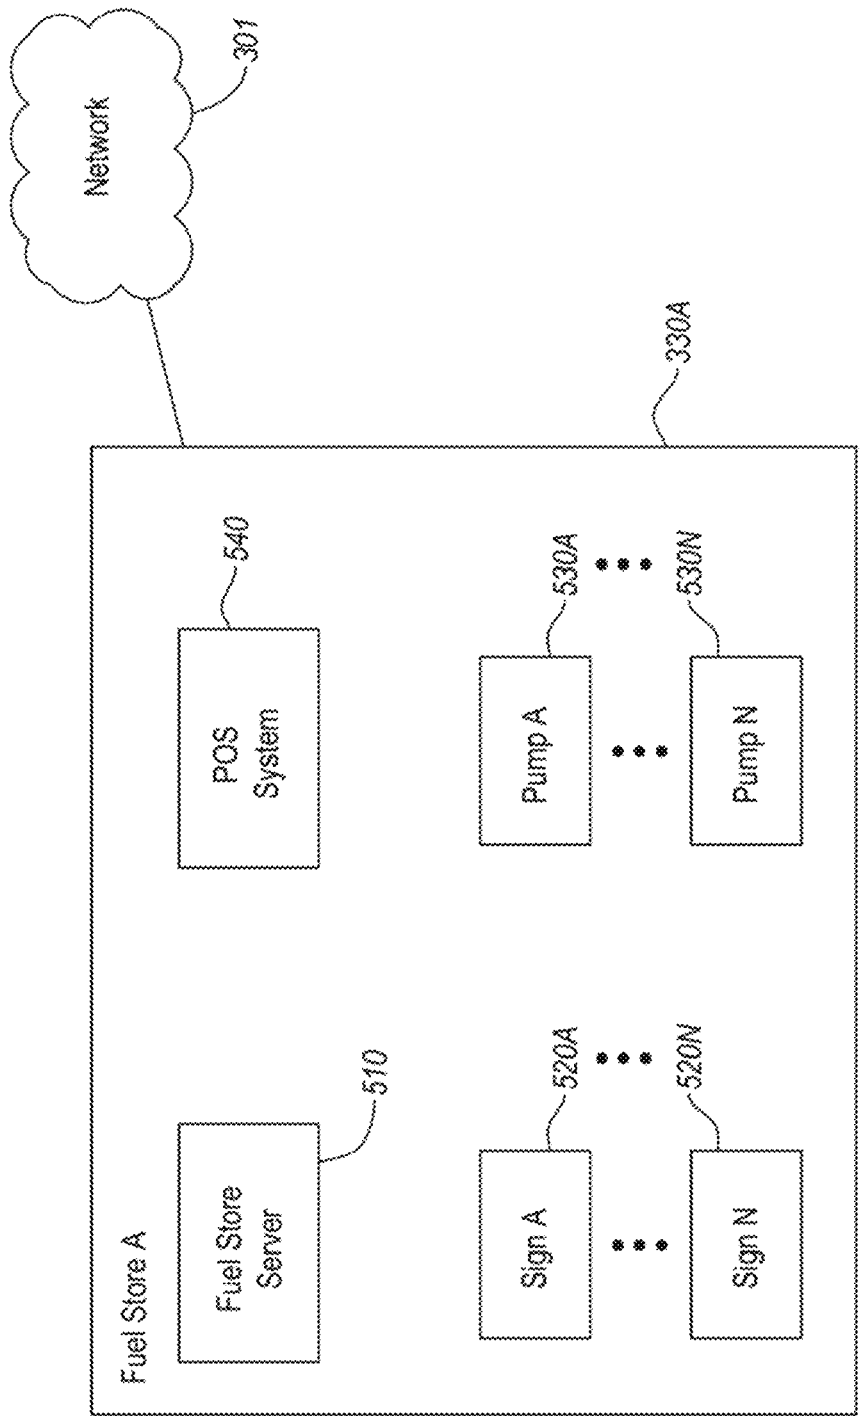 Fuel Store A
Fuel Store
Server
510
POS
System
540
Network
301
330A
Sign A
520A
Sign N
520N
Pump A
530A
Pump N
530N